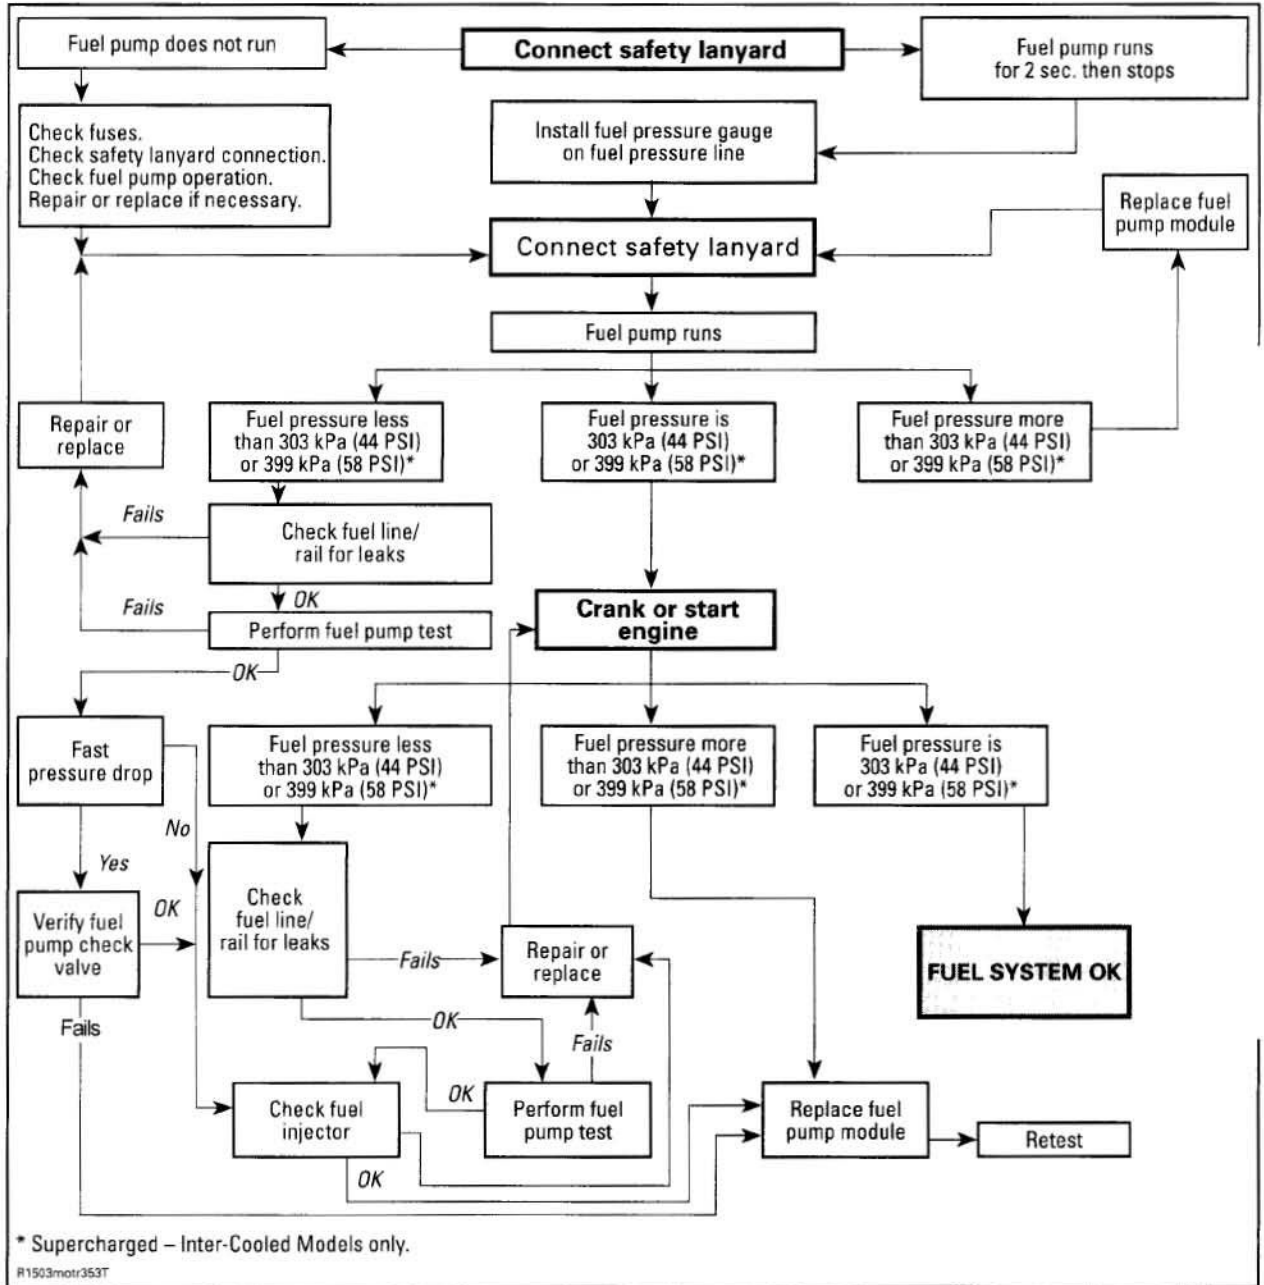 Fuel pump does not run
Connect safety lanyard
Fuel pump runs
for 2 sec. then stops
Check fuses.
Check safety lanyard connection.
Check fuel pump operation.
Repair or replace if necessary.
Install fuel pressure gauge
on fuel pressure line
Replace fuel
pump module
Connect safety lanyard
Fuel pump runs
Repair or
replace
Fuel pressure less
than 303 kPa (44 PSI)
or 399 kPa (58 PSI)*
Fuel pressure is
303 kPa (44 PSI)
or 399 kPa (58 PSI)*
Fuel pressure more
than 303 kPa (44 PSI)
or 399 kPa (58 PSI)*
Fails
Check fuel line/
rail for leaks
Fails
OK
Perform fuel pump test
Crank or start
engine
OK
Fast
pressure drop
Fuel pressure less
than 303 kPa (44 PSI)
or 399 kPa (58 PSI)*
Fuel pressure more
than 303 kPa (44 PSI)
or 399 kPa (58 PSI)*
Fuel pressure is
303 kPa (44 PSI)
or 399 kPa (58 PSI)*
No
Yes
Verify fuel
pump check
valve
OK
Check
fuel line/
rail for leaks
Fails
Repair or
replace
FUEL SYSTEM OK
Fails
OK
Fails
Check fuel
injector
OK
Perform fuel
pump test
Replace fuel
pump module
Retest
OK
* Supercharged – Inter-Cooled Models only.
R1503motr353T